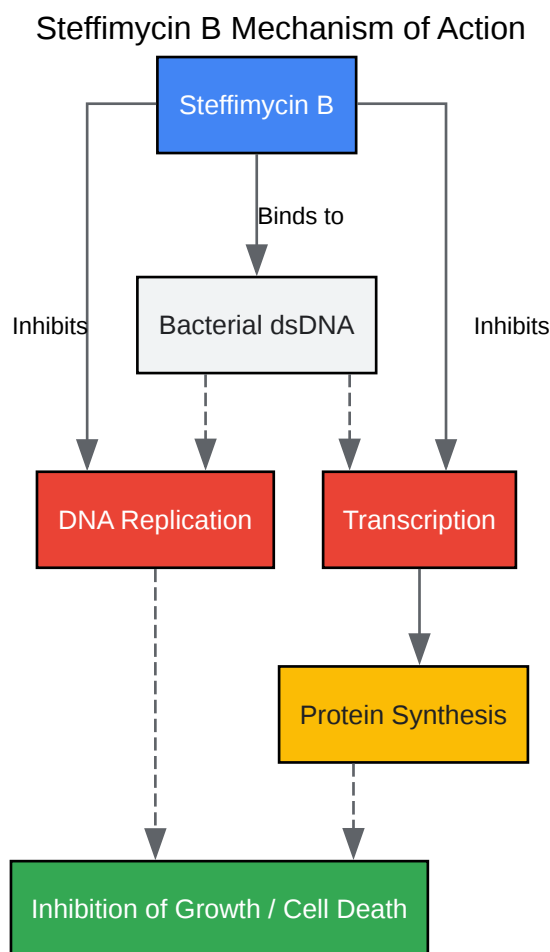 Steffimycin B Mechanism of Action
Steffimycin B
Binds to
Inhibits
Bacterial dsDNA
Inhibits
DNA Replication
Transcription
Protein Synthesis
Inhibition of Growth / Cell Death